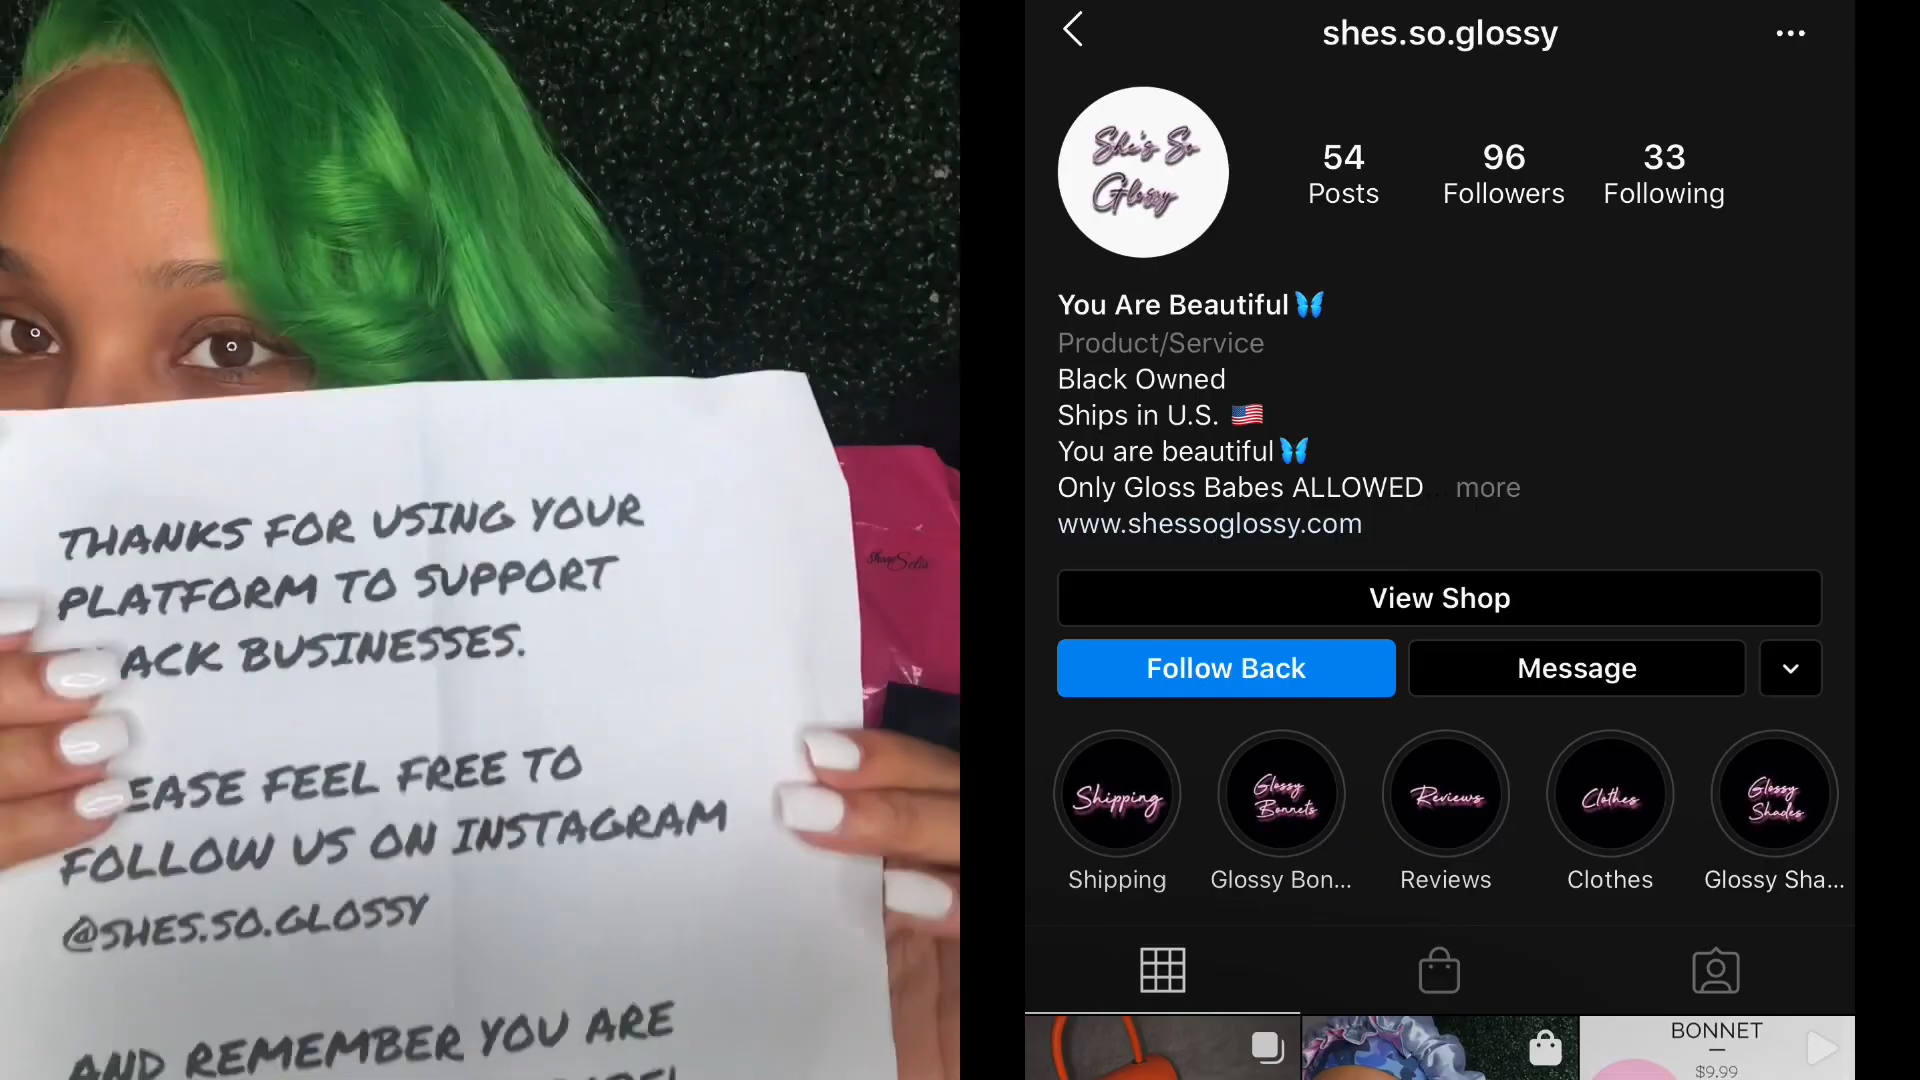 THANKS FOR USING YOUR
PLATFORM TO SUPPORT
ACK BUSINESSES.
EASE FEEL FREE TO
FOLLOW US ON INSTAGRAM
@SHES.SO.GLOSSY
AND REMEMBER YOU ARE
shes.so.glossy
She's So
Glossy
54
Posts
96
Followers
33
Following
You Are Beautiful🦋
Product/Service
Black Owned
Ships in U.S. 🇺🇸
You are beautiful🦋
Only Gloss Babes ALLOWED... more
www.shessoglossy.com
View Shop
Follow Back
Message
Shipping
Glossy
Bonnets
Reviews
Clothes
Glossy
Shades
Shipping
Glossy Bon...
Reviews
Clothes
Glossy Sha...
BONNET
$9.99